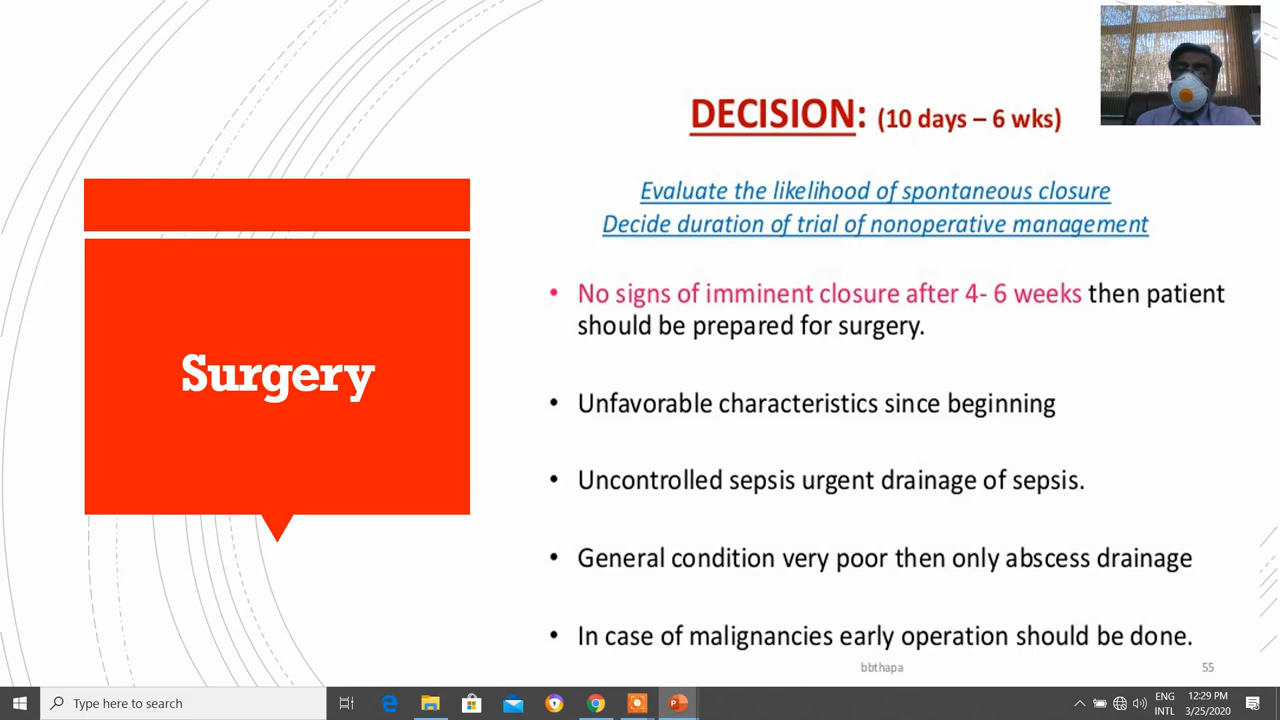 DECISION: (10 days – 6 wks)
Evaluate the likelihood of spontaneous closure
Decide duration of trial of nonoperative management
Surgery
• No signs of imminent closure after 4- 6 weeks then patient
should be prepared for surgery.
• Unfavorable characteristics since beginning
• Uncontrolled sepsis urgent drainage of sepsis.
• General condition very poor then only abscess drainage
• In case of malignancies early operation should be done.
bbthapa
55
Type here to search
ENG
INTL
12:29 PM
3/25/2020